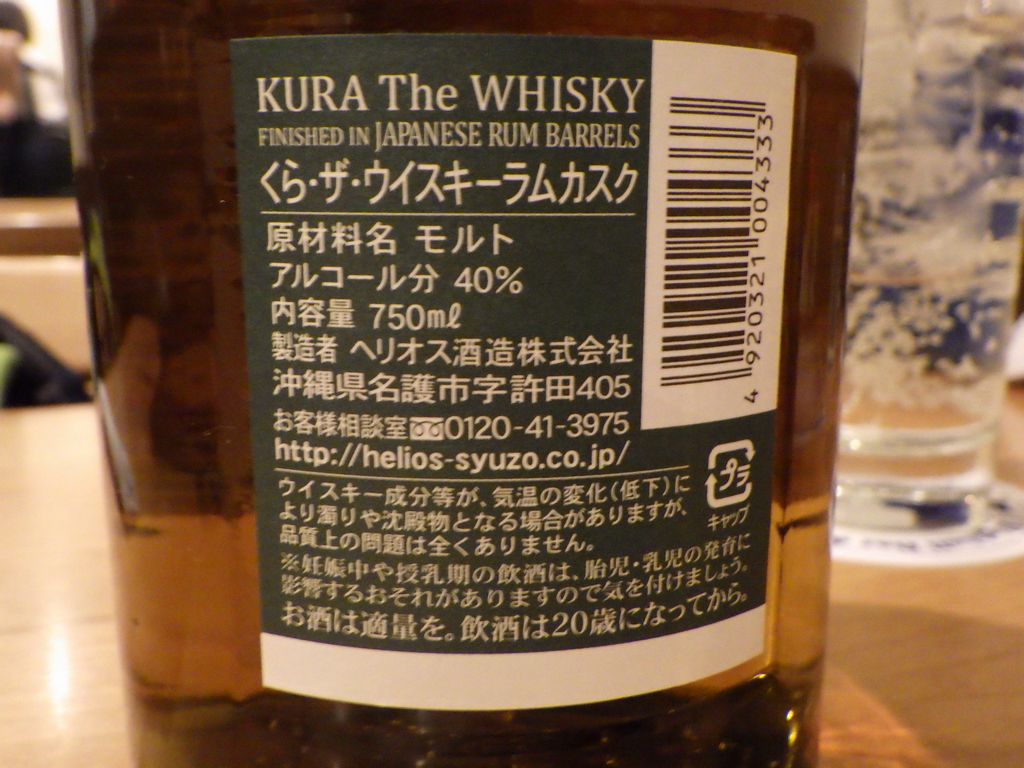 KURA The WHISKY
FINISHED IN JAPANESE RUM BARRELS
くら・ザ・ウイスキーラムカスク
原材料名 モルト
アルコール分 40%
内容量 750mℓ
製造者 ヘリオス酒造株式会社
沖縄県名護市字許田405
お客様相談室 0120-41-3975
http://helios-syuzo.co.jp/
ウイスキー成分等が、気温の変化(低下)に
より濁りや沈殿物となる場合がありますが、
品質上の問題は全くありません。
※妊娠中や授乳期の飲酒は、胎児・乳児の発育に
影響するおそれがありますので気を付けましょう。
お酒は適量を。飲酒は20歳になってから。
4 920321 004333
プラ
キャップ